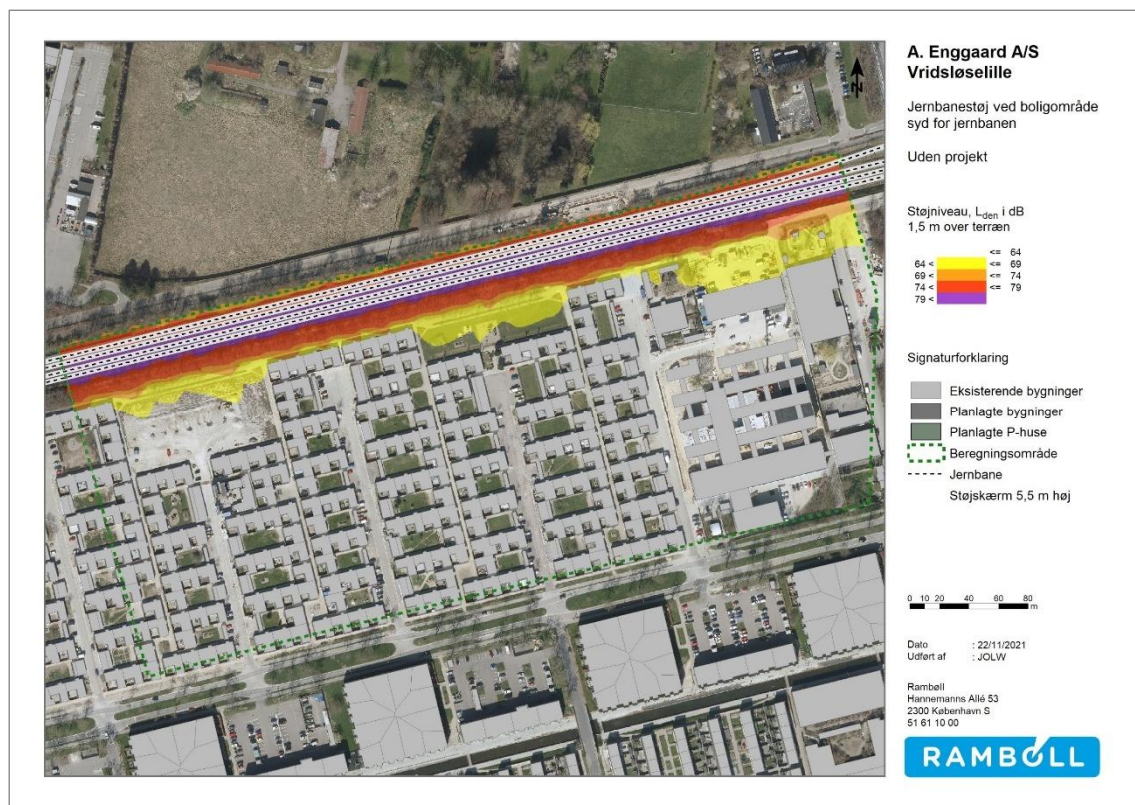 A. Enggaard A/S
Vridsløselille
Jernbanestøj ved boligområde
syd for jernbanen
Uden projekt
Støjniveau, Lden i dB
1,5 m over terræn
<= 64
64 < <= 69
69 < <= 74
74 < <= 79
79 <
Signaturforklaring
Eksisterende bygninger
Planlagte bygninger
Planlagte P-huse
Beregningsområde
Jernbane
Støjskærm 5,5 m høj
0 10 20 40 60 80
m
Dato : 22/11/2021
Udført af : JOLW
Rambøll
Hannemanns Allé 53
2300 København S
51 61 10 00
RAMBOLL